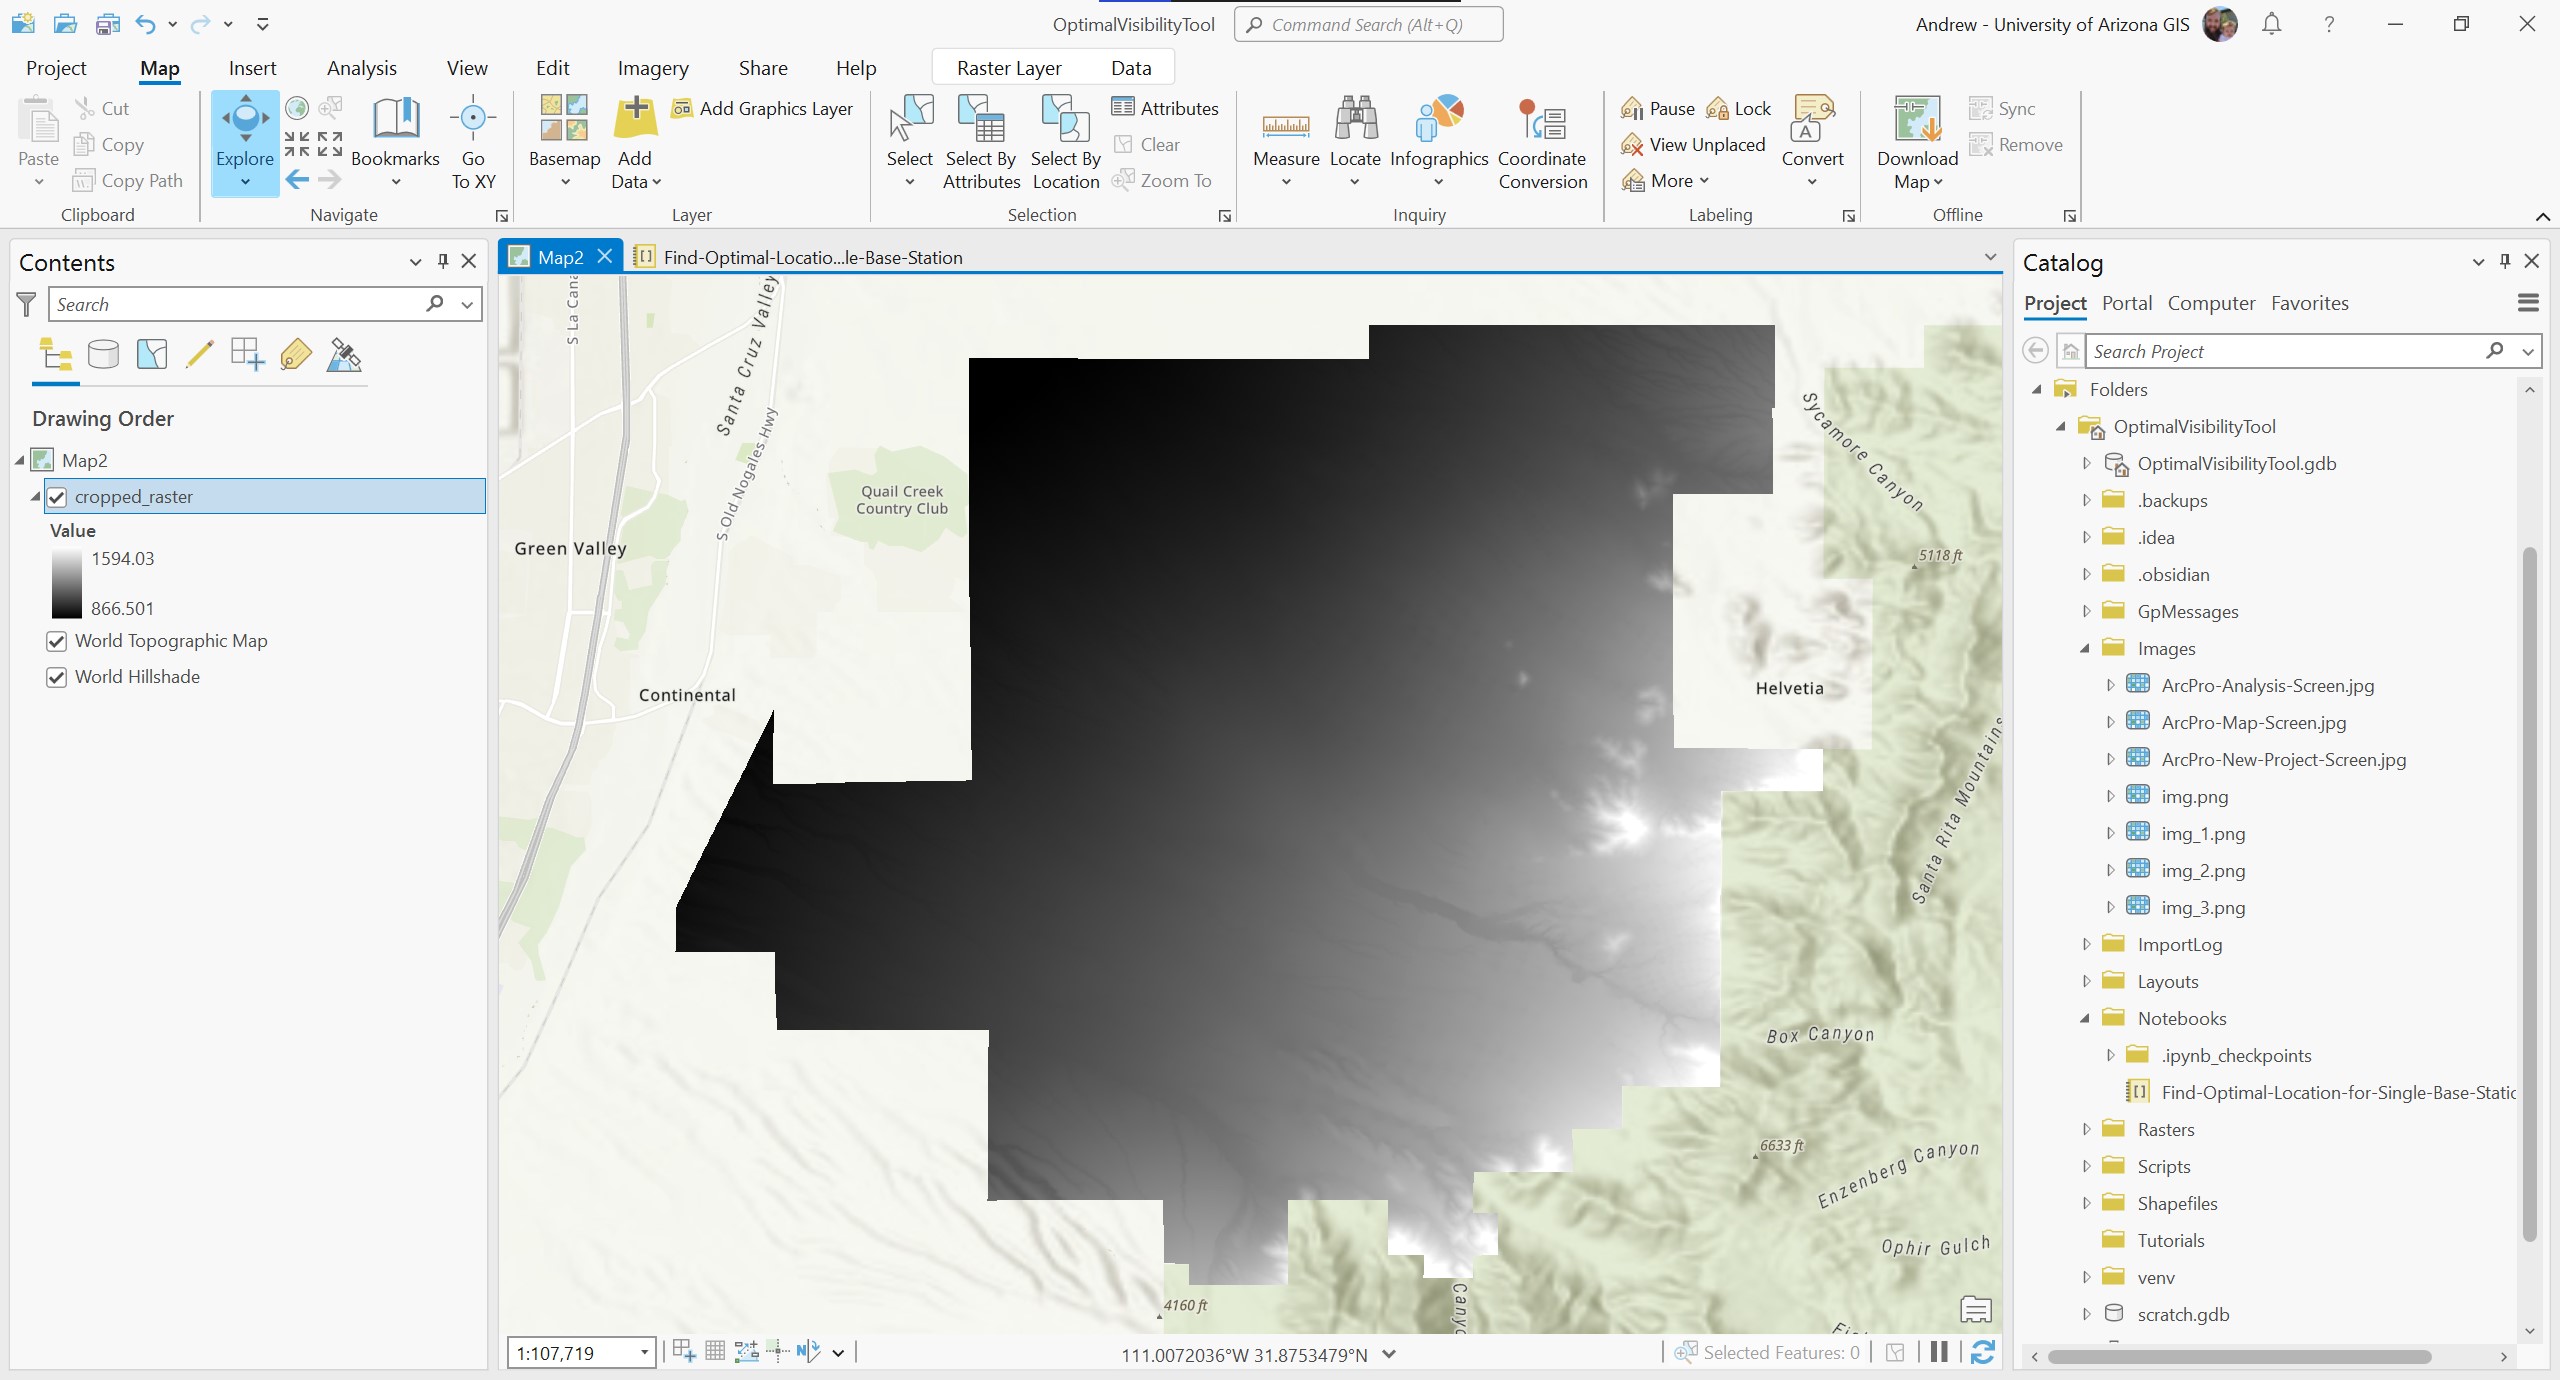 OptimalVisibilityTool
Command Search (Alt+Q)
Andrew - University of Arizona GIS
?
Project
Map
Insert
Analysis
View
Edit
Imagery
Share
Help
Raster Layer
Data
Paste
Cut
Copy
Copy Path
Clipboard
Explore
Bookmarks
Go
To XY
Navigate
Basemap
Add
Data
Add Graphics Layer
Layer
Select
Select By
Attributes
Select By
Location
Attributes
Clear
Zoom To
Selection
Measure
Locate
Infographics
Coordinate
Conversion
Inquiry
Pause
Lock
View Unplaced
More
Convert
Labeling
Download
Map
Sync
Remove
Offline
Contents
Search
Drawing Order
Map2
cropped_raster
Value
1594.03
866.501
World Topographic Map
World Hillshade
Map2
Find-Optimal-Locatio...le-Base-Station
S La Cana
Santa Cruz Valley
S Old Nogales Hwy
Quail Creek
Country Club
Green Valley
Continental
Sycamore Canyon
5118 ft
Helvetia
Santa Rita Mountains
Box Canyon
6633 ft
Enzenberg Canyon
Ophir Gulch
4160 ft
1:107,719
111.0072036°W 31.8753479°N
Selected Features: 0
Catalog
Project
Portal
Computer
Favorites
Search Project
Folders
OptimalVisibilityTool
OptimalVisibilityTool.gdb
.backups
.idea
.obsidian
GpMessages
Images
ArcPro-Analysis-Screen.jpg
ArcPro-Map-Screen.jpg
ArcPro-New-Project-Screen.jpg
img.png
img_1.png
img_2.png
img_3.png
ImportLog
Layouts
Notebooks
.ipynb_checkpoints
Find-Optimal-Location-for-Single-Base-Static
Rasters
Scripts
Shapefiles
Tutorials
venv
scratch.gdb